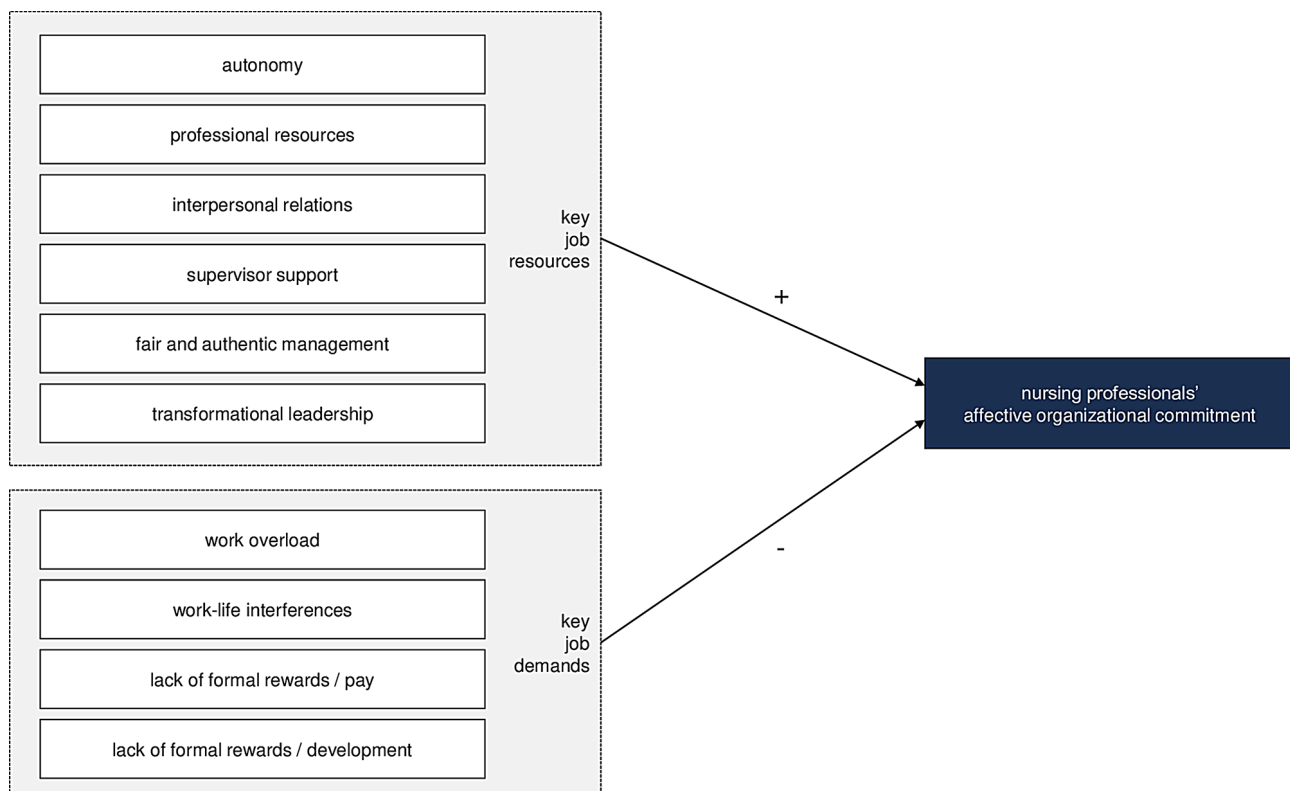 autonomy
professional resources
interpersonal relations
supervisor support
fair and authentic management
transformational leadership
key
job
resources
+
nursing professionals’
affective organizational commitment
-
work overload
work-life interferences
lack of formal rewards / pay
lack of formal rewards / development
key
job
demands